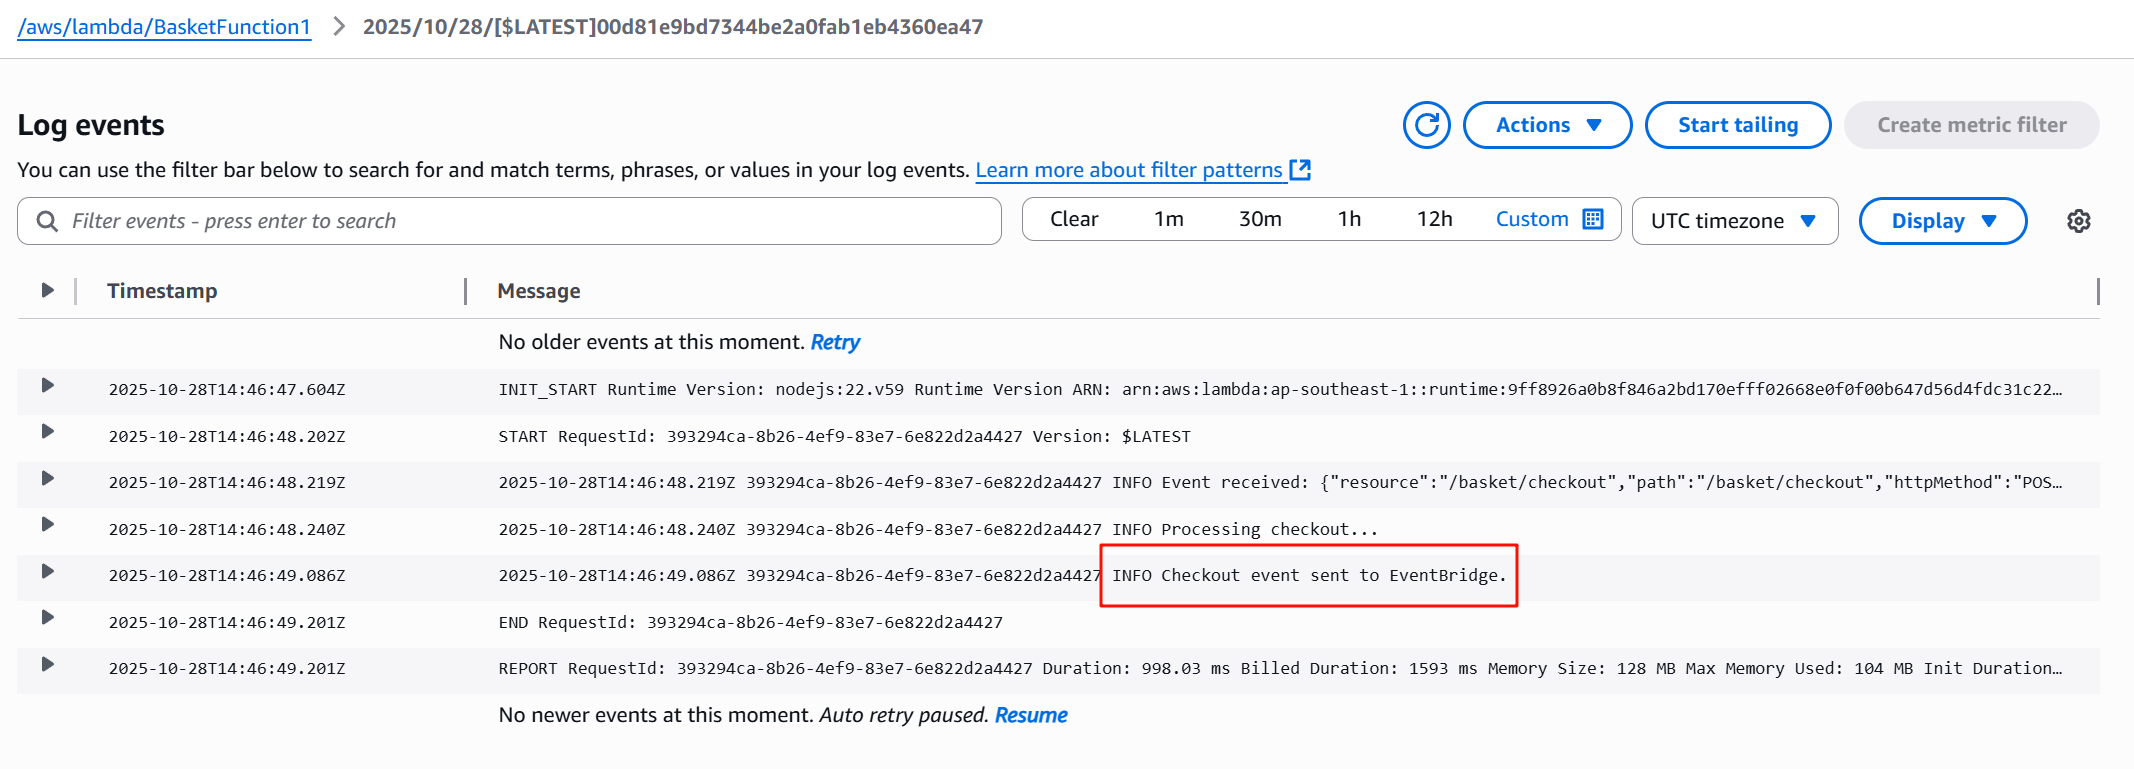 /aws/lambda/BasketFunction1 > 2025/10/28/[$LATEST]00d81e9bd7344be2a0fab1eb4360ea47
Log events
Actions
Start tailing
Create metric filter
You can use the filter bar below to search for and match terms, phrases, or values in your log events. Learn more about filter patterns
Filter events - press enter to search
Clear 1m 30m 1h 12h Custom
UTC timezone
Display
Timestamp Message
No older events at this moment. Retry
2025-10-28T14:46:47.604Z INIT_START Runtime Version: nodejs:22.v59 Runtime Version ARN: arn:aws:lambda:ap-southeast-1::runtime:9ff8926a0b8f846a2bd170efff02668e0f0f00b647d56d4fdc31c22…
2025-10-28T14:46:48.202Z START RequestId: 393294ca-8b26-4ef9-83e7-6e822d2a4427 Version: $LATEST
2025-10-28T14:46:48.219Z 2025-10-28T14:46:48.219Z 393294ca-8b26-4ef9-83e7-6e822d2a4427 INFO Event received: {"resource":"/basket/checkout","path":"/basket/checkout","httpMethod":"POS…
2025-10-28T14:46:48.240Z 2025-10-28T14:46:48.240Z 393294ca-8b26-4ef9-83e7-6e822d2a4427 INFO Processing checkout...
2025-10-28T14:46:49.086Z 2025-10-28T14:46:49.086Z 393294ca-8b26-4ef9-83e7-6e822d2a4427 INFO Checkout event sent to EventBridge.
2025-10-28T14:46:49.201Z END RequestId: 393294ca-8b26-4ef9-83e7-6e822d2a4427
2025-10-28T14:46:49.201Z REPORT RequestId: 393294ca-8b26-4ef9-83e7-6e822d2a4427 Duration: 998.03 ms Billed Duration: 1593 ms Memory Size: 128 MB Max Memory Used: 104 MB Init Duration…
No newer events at this moment. Auto retry paused. Resume